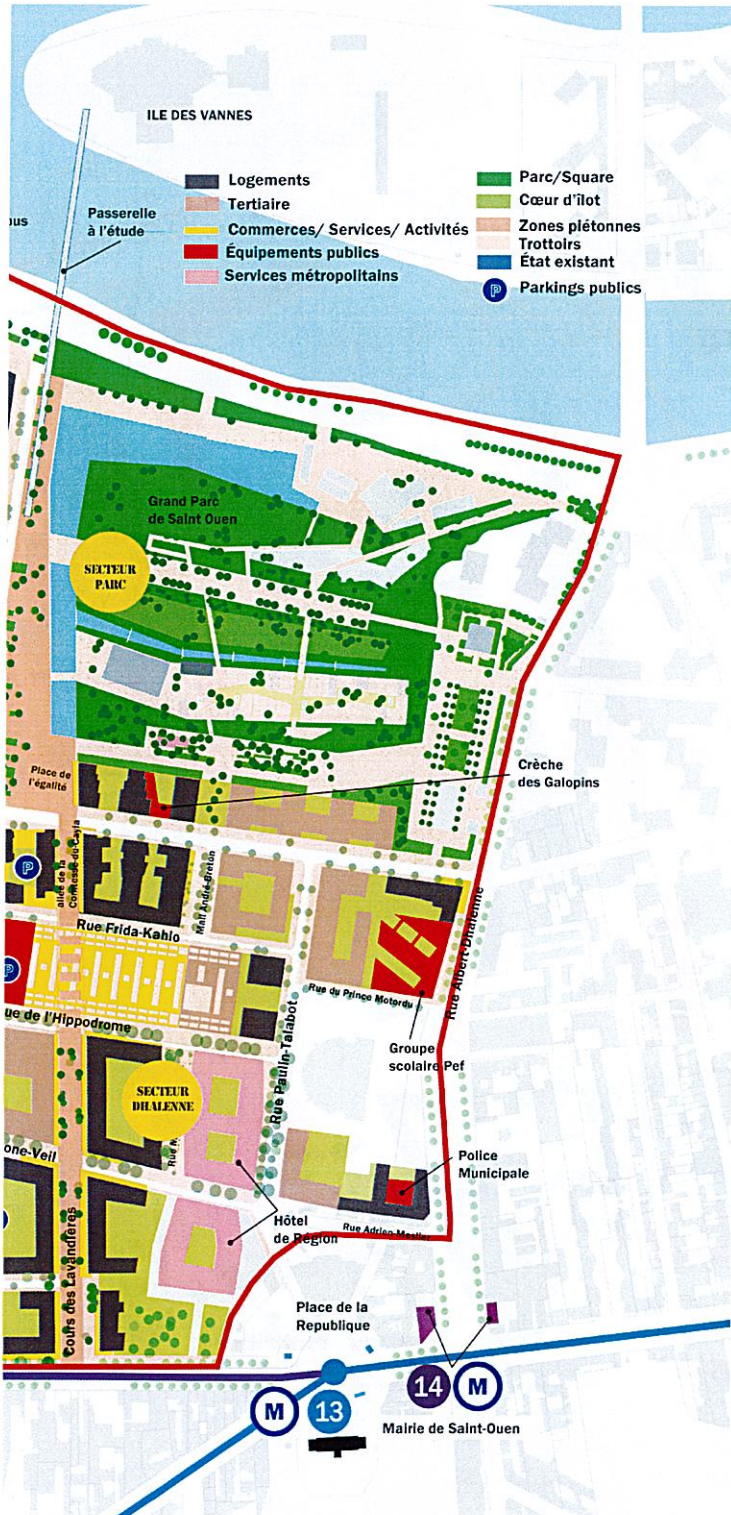 ILE DES VANNES
Logements
Tertiaire
Commerces/ Services/ Activités
Équipements publics
Services métropolitains
Parc/Square
Cœur d'îlot
Zones piétonnes
Trottoirs
État existant
P Parkings publics
Passerelle
à l'étude
Grand Parc
de Saint Ouen
SECTEUR
PARC
Crèche
des Galopins
Place de
l'égalité
P
allée de la
Comtesse-du-Cayla
Mail André-Breton
Rue Frida-Kahlo
Rue Albert-Dhalenne
P
Rue du Prince Motordu
ue de l'Hippodrome
Rue Paulin-Talabot
Groupe
scolaire Pef
SECTEUR
DHALENNE
one-Veil
Police
Municipale
Hôtel
de Région
Rue Adrien-Meslier
Cours des Lavandières
Place de la
Republique
M 13
14 M
Mairie de Saint-Ouen